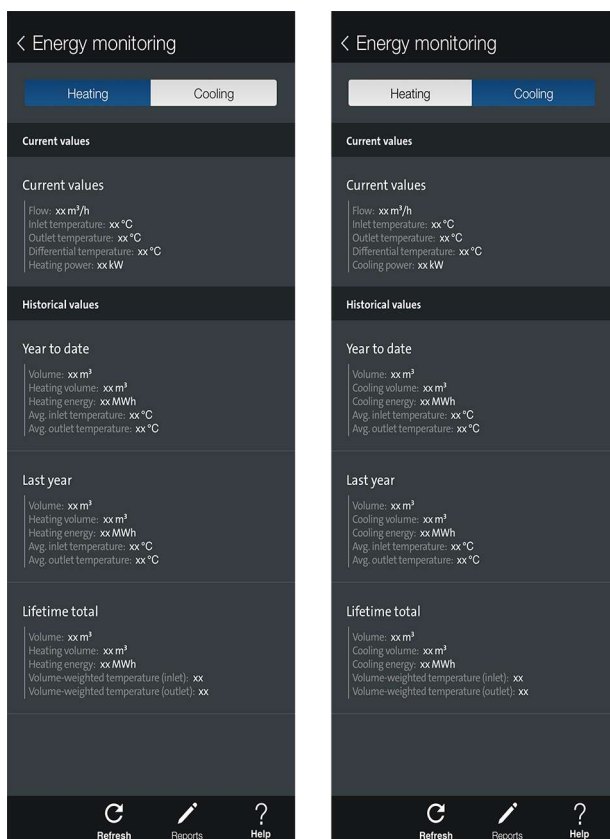 Energy monitoring
Heating
Cooling
Current values
Current values
Flow: xx m³/h
Inlet temperature: xx °C
Outlet temperature: xx °C
Differential temperature: xx °C
Heating power: xx kW
Historical values
Year to date
Volume: xx m³
Heating volume: xx m³
Heating energy: xx MWh
Avg. inlet temperature: xx °C
Avg. outlet temperature: xx °C
Last year
Volume: xx m³
Heating volume: xx m³
Heating energy: xx MWh
Avg. inlet temperature: xx °C
Avg. outlet temperature: xx °C
Lifetime total
Volume: xx m³
Heating volume: xx m³
Heating energy: xx MWh
Volume-weighted temperature (inlet): xx
Volume-weighted temperature (outlet): xx
Refresh
Reports
? Help
Energy monitoring
Heating
Cooling
Current values
Current values
Flow: xx m³/h
Inlet temperature: xx °C
Outlet temperature: xx °C
Differential temperature: xx °C
Cooling power: xx kW
Historical values
Year to date
Volume: xx m³
Cooling volume: xx m³
Cooling energy: xx MWh
Avg. inlet temperature: xx °C
Avg. outlet temperature: xx °C
Last year
Volume: xx m³
Cooling volume: xx m³
Cooling energy: xx MWh
Avg. inlet temperature: xx °C
Avg. outlet temperature: xx °C
Lifetime total
Volume: xx m³
Cooling volume: xx m³
Cooling energy: xx MWh
Volume-weighted temperature (inlet): xx
Volume-weighted temperature (outlet): xx
Refresh
Reports
? Help